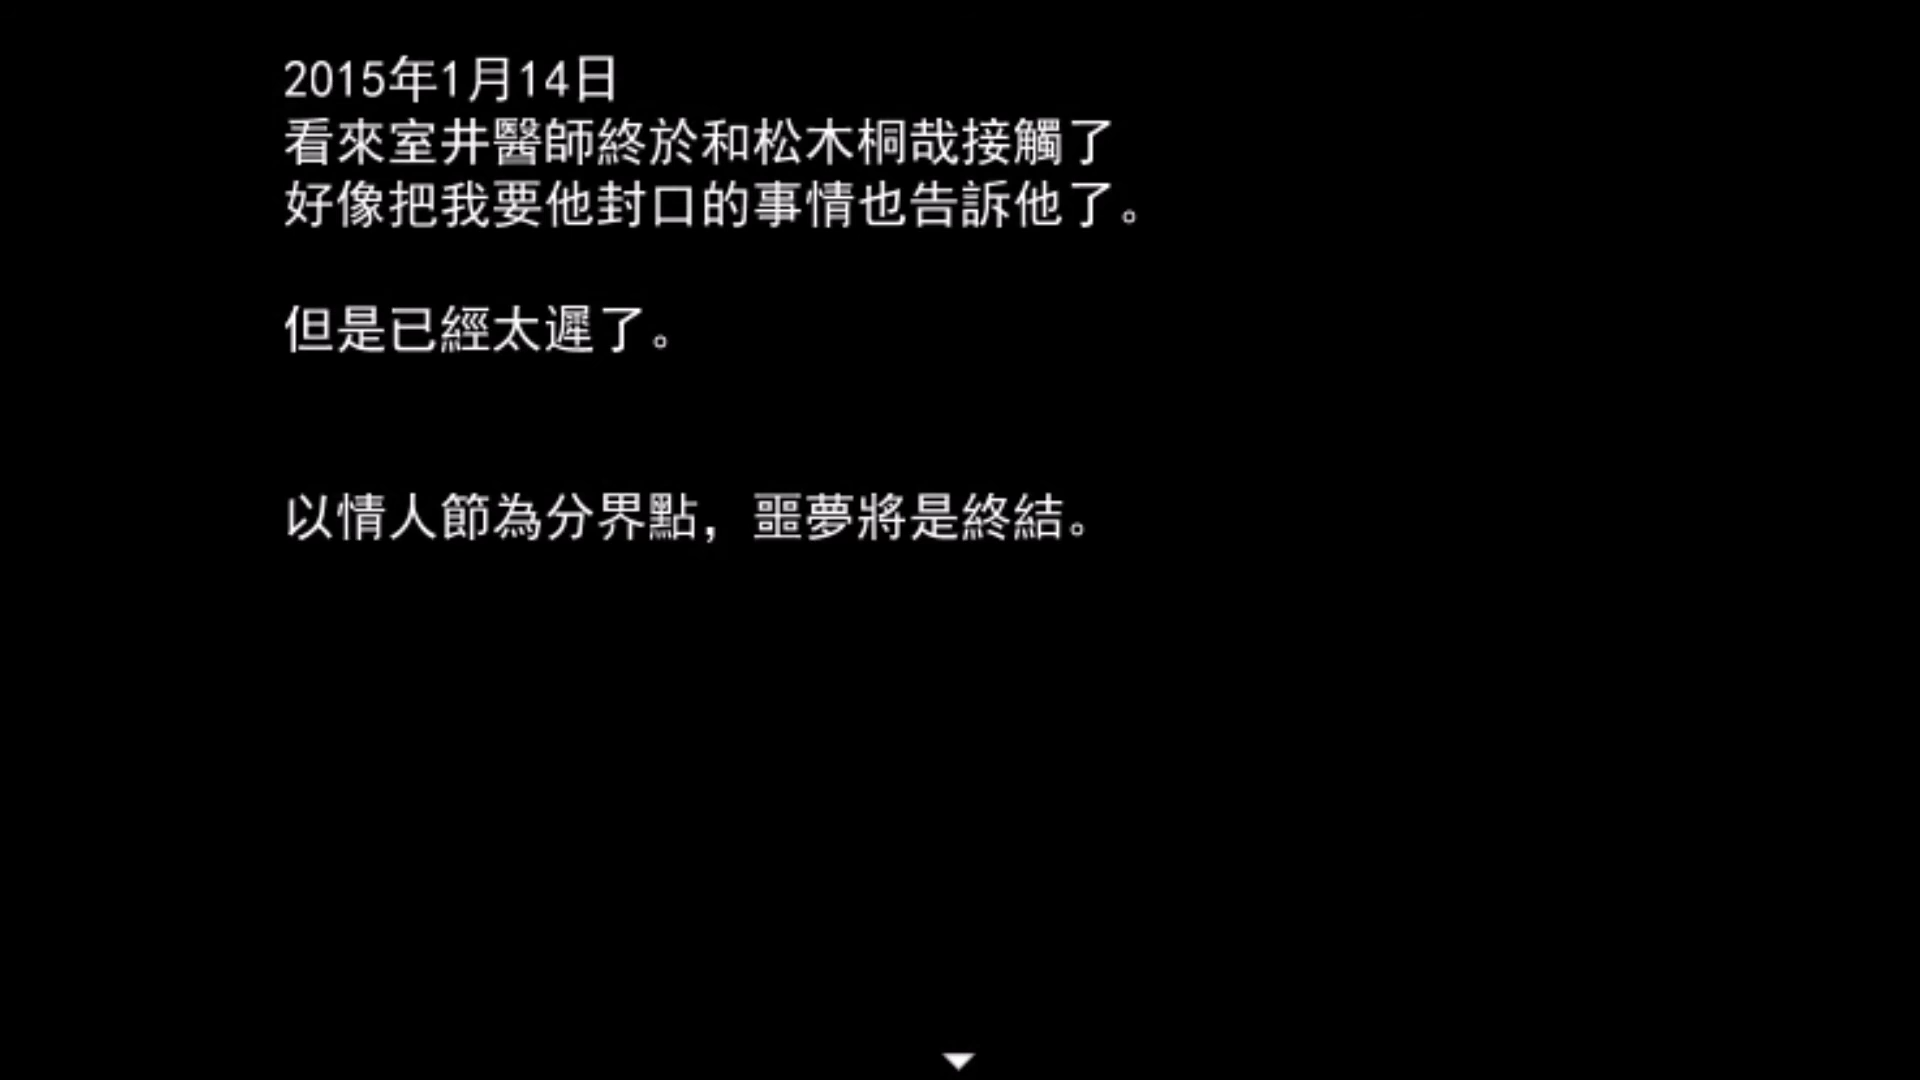 2015年1月14日
看來室井醫師終於和松木桐哉接觸了
好像把我要他封口的事情也告訴他了。
但是已經太遲了。
以情人節為分界點，噩夢將是終結。